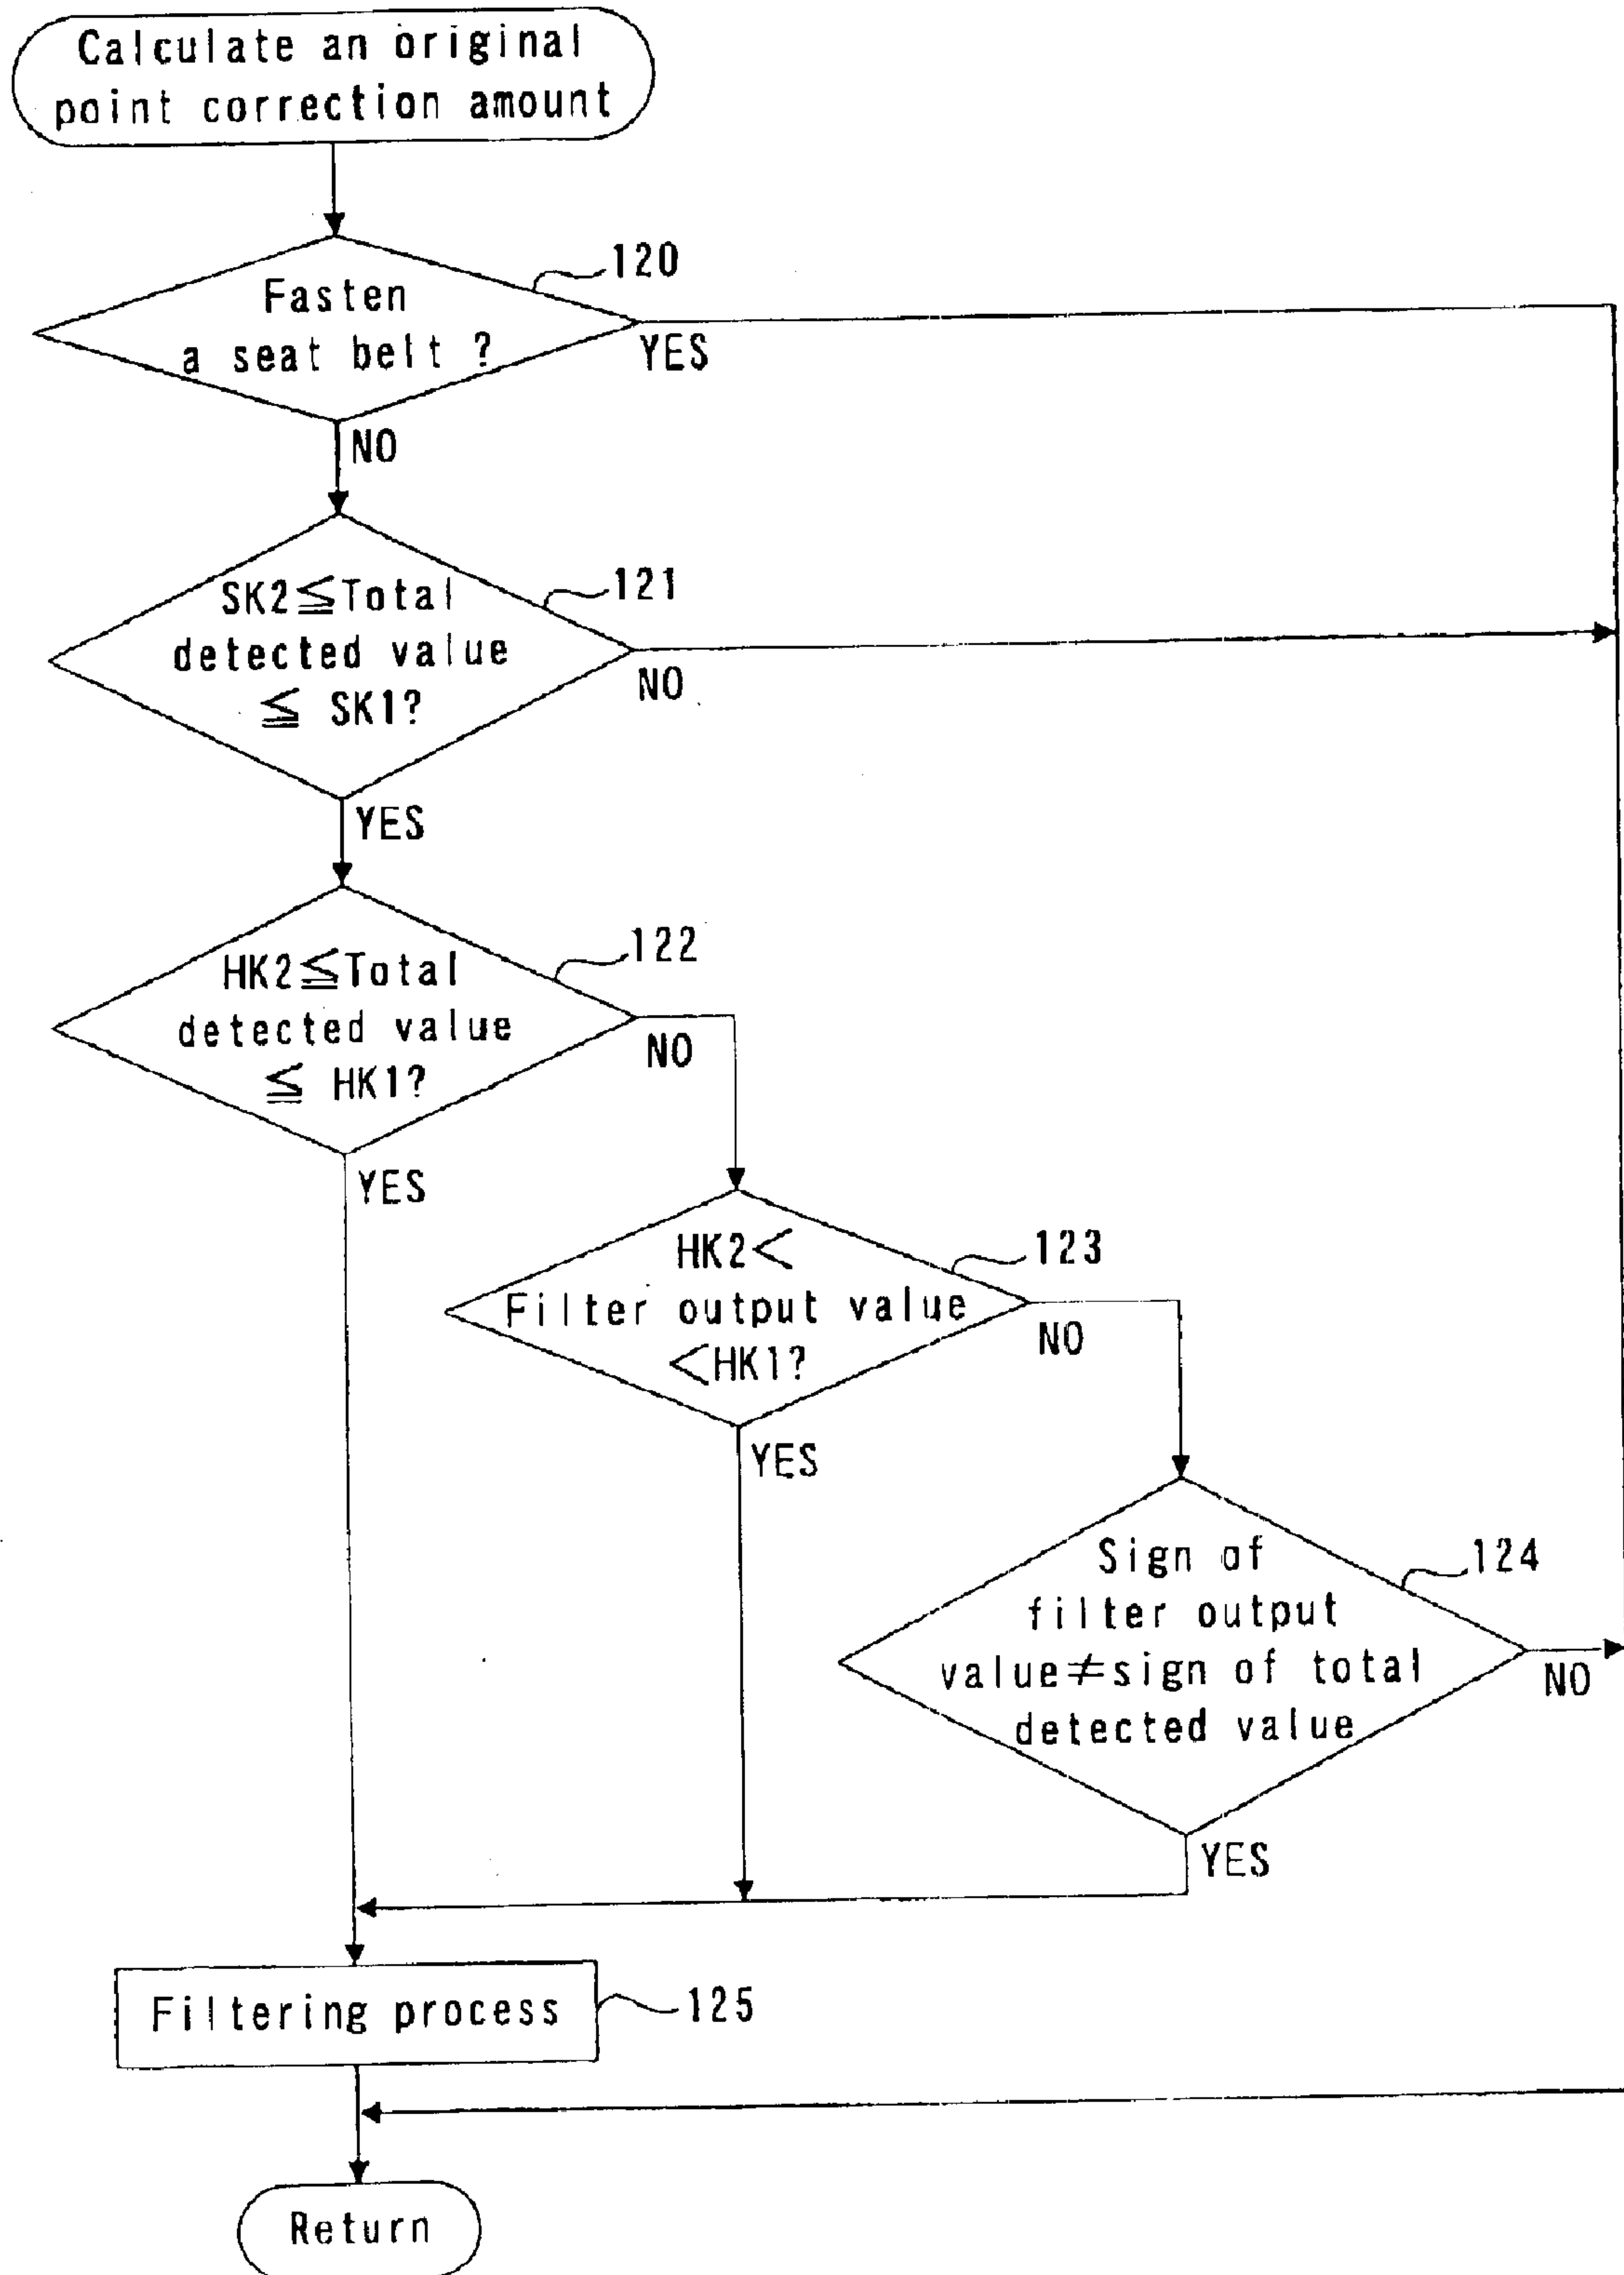 Calculate an original
point correction amount
120
Fasten
a seat belt ?
YES
NO
121
SK2≦Total
detected value
≦ SK1?
NO
YES
122
HK2≦Total
detected value
≦ HK1?
NO
YES
123
HK2<
Filter output value
<HK1?
NO
YES
124
Sign of
filter output
value≠sign of total
detected value
NO
YES
Filtering process
125
Return